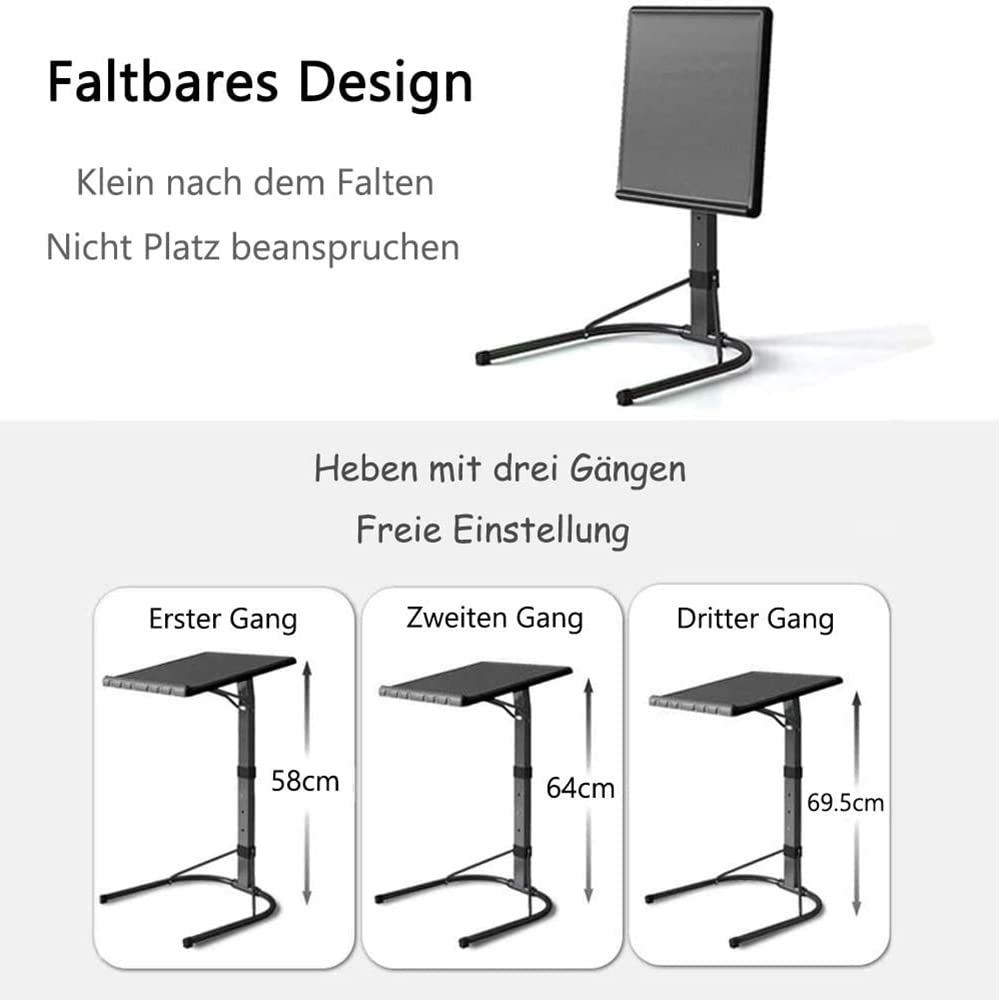 Faltbares Design
Klein nach dem Falten
Nicht Platz beanspruchen
Heben mit drei Gängen
Freie Einstellung
Erster Gang
Zweiten Gang
Dritter Gang
58cm
64cm
69.5cm